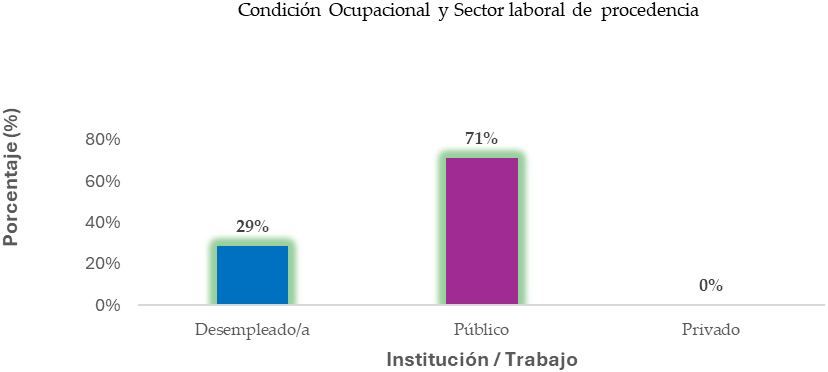 Condición Ocupacional y Sector laboral de procedencia
Porcentaje (%)
80%
60%
40%
20%
0%
29%
71%
0%
Desempleado/a
Público
Privado
Institución / Trabajo